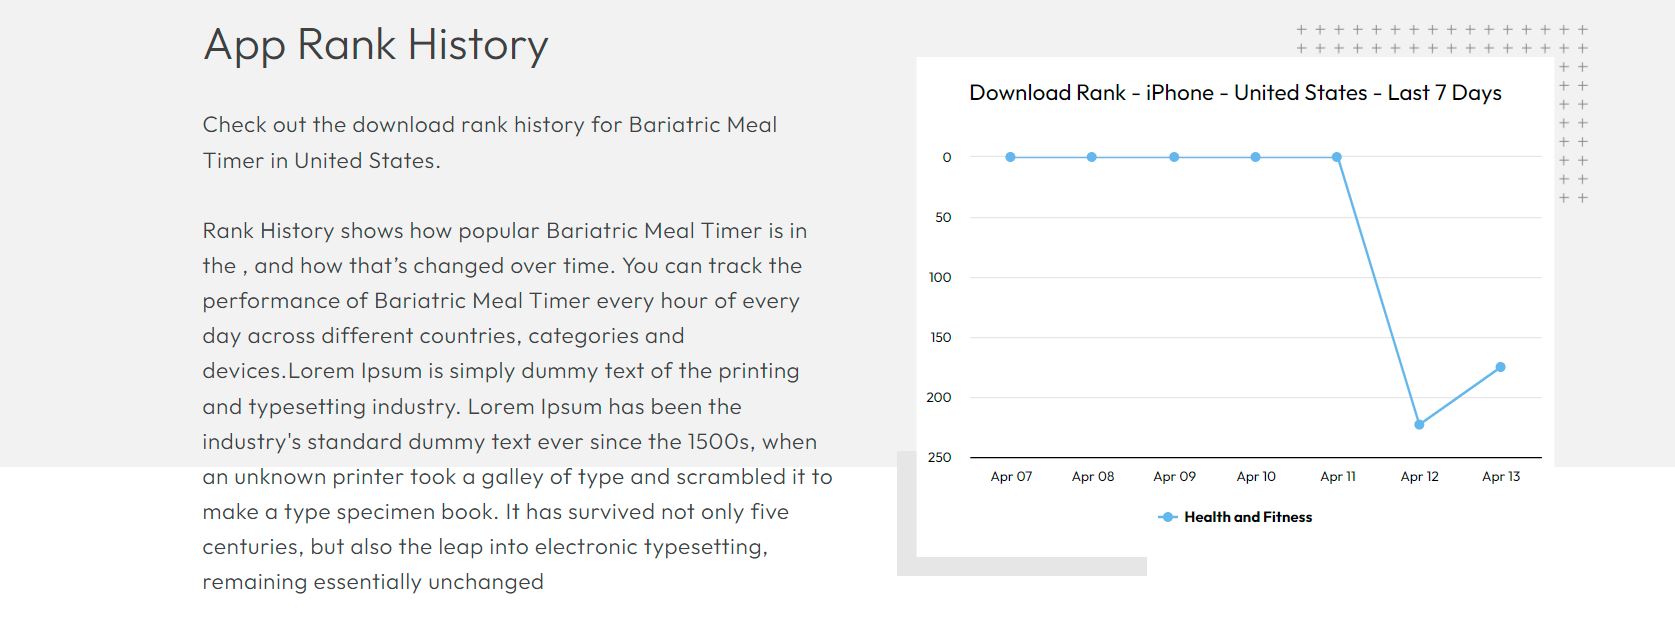 App Rank History
Check out the download rank history for Bariatric Meal
Timer in United States.
Rank History shows how popular Bariatric Meal Timer is in
the , and how that’s changed over time. You can track the
performance of Bariatric Meal Timer every hour of every
day across different countries, categories and
devices.Lorem Ipsum is simply dummy text of the printing
and typesetting industry. Lorem Ipsum has been the
industry's standard dummy text ever since the 1500s, when
an unknown printer took a galley of type and scrambled it to
make a type specimen book. It has survived not only five
centuries, but also the leap into electronic typesetting,
remaining essentially unchanged
Download Rank - iPhone - United States - Last 7 Days
0
50
100
150
200
250
Apr 07 Apr 08 Apr 09 Apr 10 Apr 11 Apr 12 Apr 13
Health and Fitness